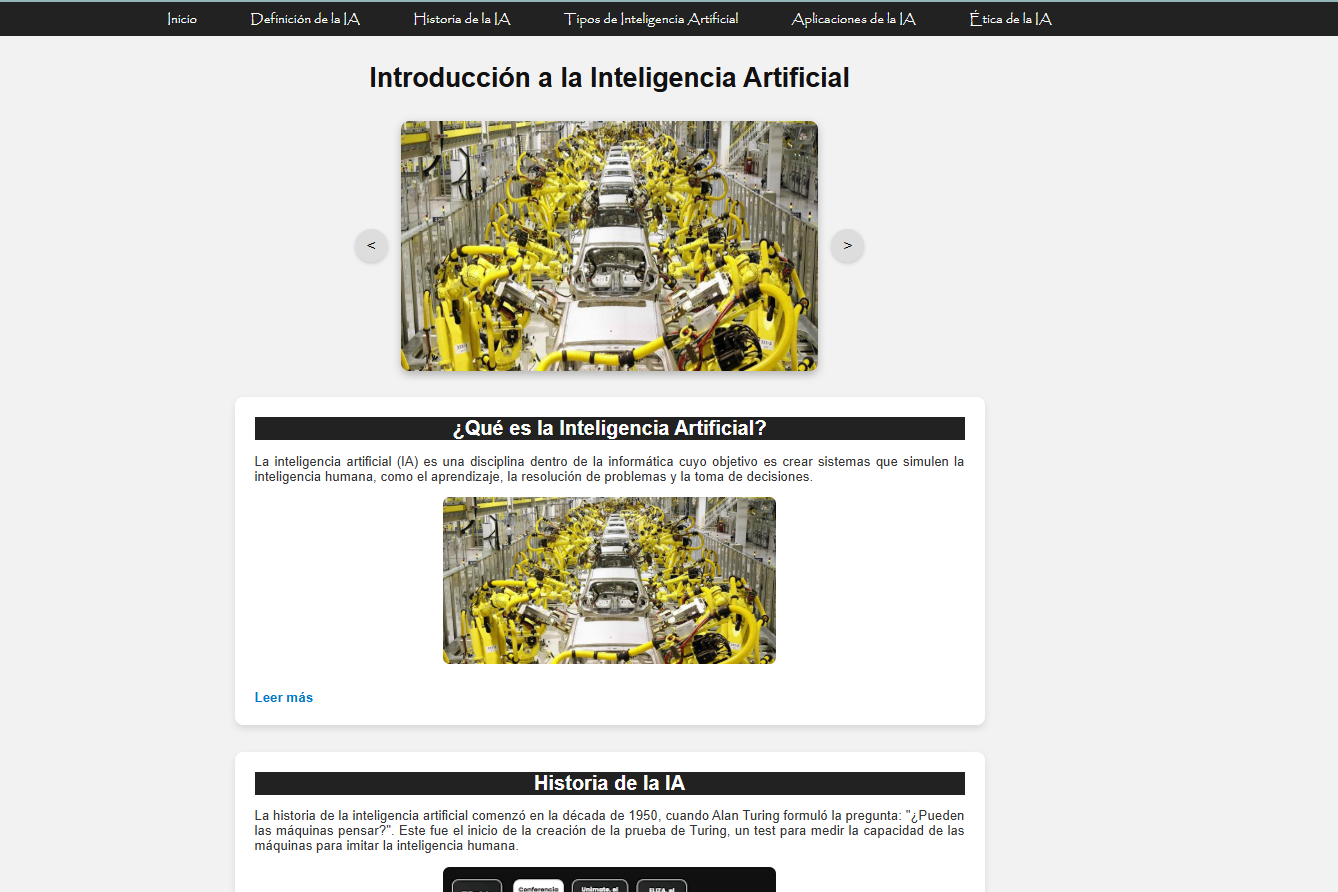 Inicio Definición de la IA Historia de la IA Tipos de Inteligencia Artificial Aplicaciones de la IA Ética de la IA
Introducción a la Inteligencia Artificial
< >
¿Qué es la Inteligencia Artificial?
La inteligencia artificial (IA) es una disciplina dentro de la informática cuyo objetivo es crear sistemas que simulen la
inteligencia humana, como el aprendizaje, la resolución de problemas y la toma de decisiones.
Leer más
Historia de la IA
La historia de la inteligencia artificial comenzó en la década de 1950, cuando Alan Turing formuló la pregunta: "¿Pueden
las máquinas pensar?". Este fue el inicio de la creación de la prueba de Turing, un test para medir la capacidad de las
máquinas para imitar la inteligencia humana.
Conferencia Unimate, el ELIZA, el